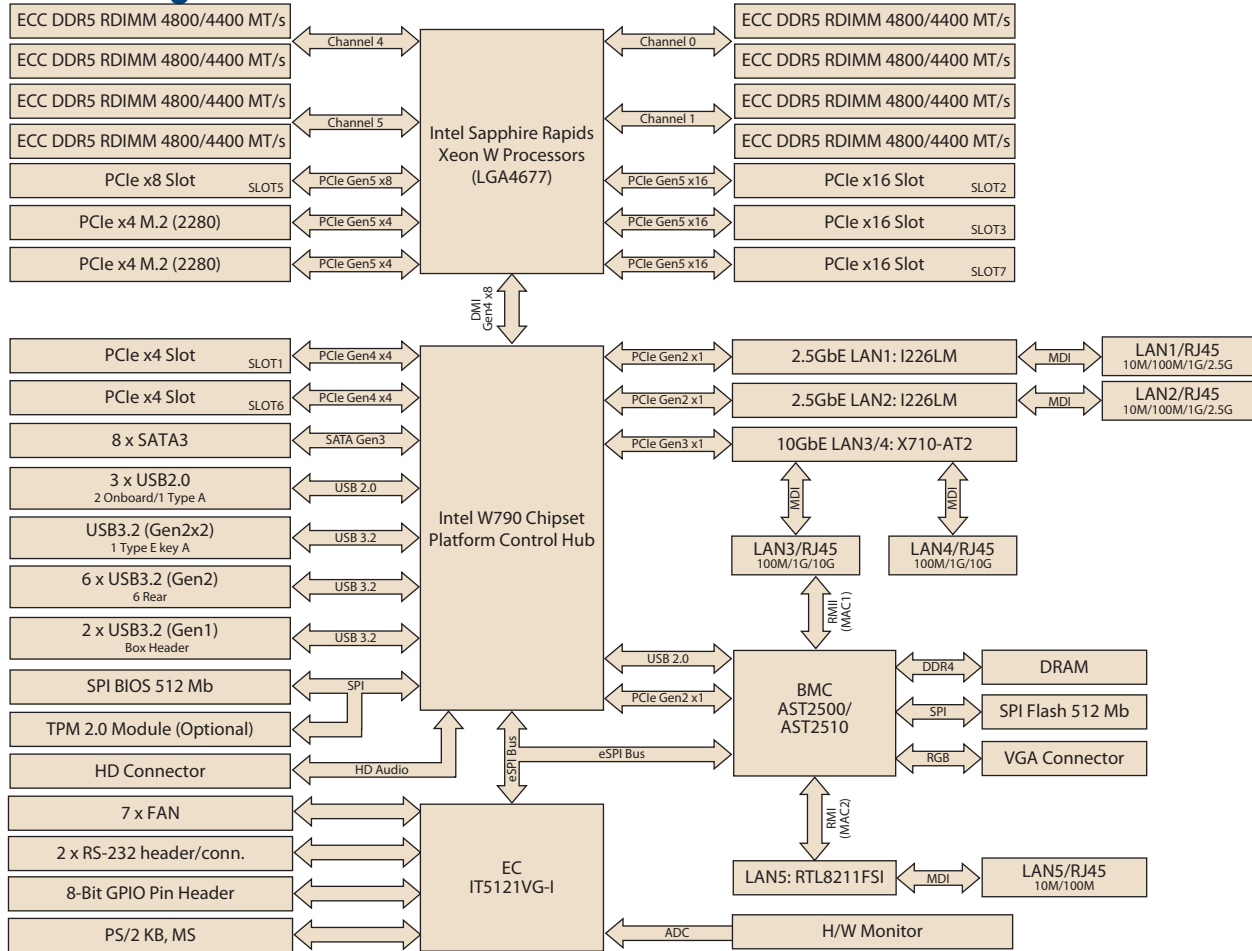 ECC DDR5 RDIMM 4800/4400 MT/s
ECC DDR5 RDIMM 4800/4400 MT/s
ECC DDR5 RDIMM 4800/4400 MT/s
ECC DDR5 RDIMM 4800/4400 MT/s
PCIe x8 Slot
SLOT5
PCIe x4 M.2 (2280)
PCIe x4 M.2 (2280)
Channel 4
Channel 5
PCIe Gen5 x8
PCIe Gen5 x4
PCIe Gen5 x4
Intel Sapphire Rapids
Xeon W Processors
(LGA4677)
Channel 0
Channel 1
PCIe Gen5 x16
PCIe Gen5 x16
PCIe Gen5 x16
ECC DDR5 RDIMM 4800/4400 MT/s
ECC DDR5 RDIMM 4800/4400 MT/s
ECC DDR5 RDIMM 4800/4400 MT/s
ECC DDR5 RDIMM 4800/4400 MT/s
PCIe x16 Slot
SLOT2
PCIe x16 Slot
SLOT3
PCIe x16 Slot
SLOT7
DMI
Gen4 x8
PCIe x4 Slot
SLOT1
PCIe x4 Slot
SLOT6
8 x SATA3
3 x USB2.0
2 Onboard/1 Type A
USB3.2 (Gen2x2)
1 Type E key A
6 x USB3.2 (Gen2)
6 Rear
2 x USB3.2 (Gen1)
Box Header
SPI BIOS 512 Mb
TPM 2.0 Module (Optional)
HD Connector
PCIe Gen4 x4
PCIe Gen4 x4
SATA Gen3
USB 2.0
USB 3.2
USB 3.2
USB 3.2
SPI
HD Audio
Intel W790 Chipset
Platform Control Hub
PCIe Gen2 x1
PCIe Gen2 x1
PCIe Gen3 x1
2.5GbE LAN1: I226LM
2.5GbE LAN2: I226LM
10GbE LAN3/4: X710-AT2
MDI
MDI
LAN1/RJ45
10M/100M/1G/2.5G
LAN2/RJ45
10M/100M/1G/2.5G
MDI
MDI
LAN3/RJ45
100M/1G/10G
LAN4/RJ45
100M/1G/10G
RMII
(MAC1)
USB 2.0
PCIe Gen2 x1
eSPI Bus
eSPI Bus
BMC
AST2500/
AST2510
DDR4
SPI
RGB
DRAM
SPI Flash 512 Mb
VGA Connector
RMI
(MAC2)
7 x FAN
2 x RS-232 header/conn.
8-Bit GPIO Pin Header
PS/2 KB, MS
EC
IT5121VG-I
LAN5: RTL8211FSI
MDI
LAN5/RJ45
10M/100M
ADC
H/W Monitor